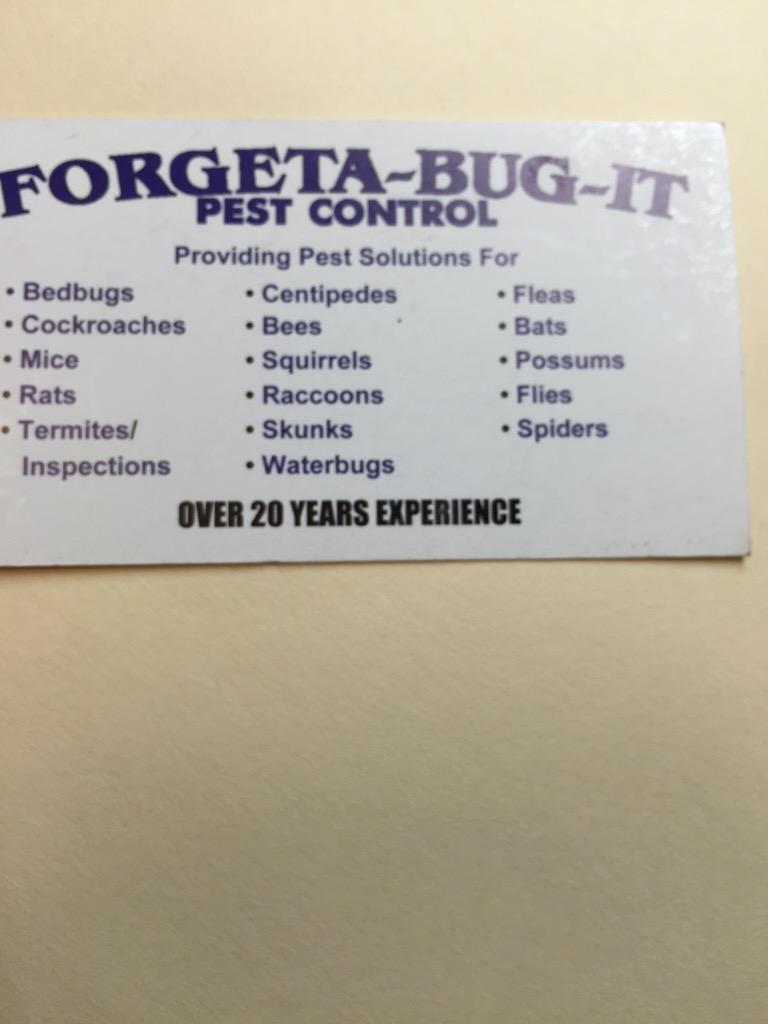 FORGETA-BUG-IT
PEST CONTROL
Providing Pest Solutions For
• Bedbugs
• Cockroaches
• Mice
• Rats
• Termites/
Inspections
• Centipedes
• Bees
• Squirrels
• Raccoons
• Skunks
• Waterbugs
• Fleas
• Bats
• Possums
• Flies
• Spiders
OVER 20 YEARS EXPERIENCE